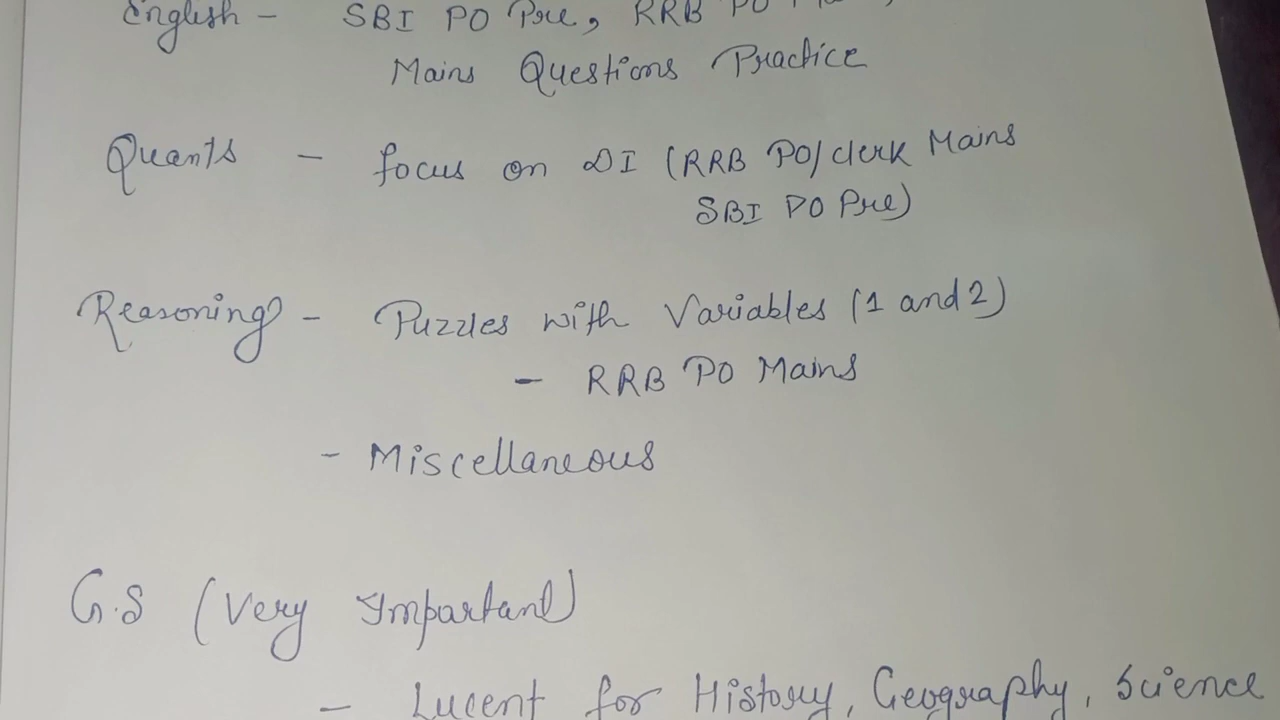 English - SBI PO Pre, RRB PO
Mains Questions Practice
Quants - focus on DI (RRB PO/clerk Mains
SBI PO Pre)
Reasoning - Puzzles with Variables (1 and 2)
- RRB PO Mains
- Miscellaneous
G.S (Very Important)
- Lucent for History, Geography, Science